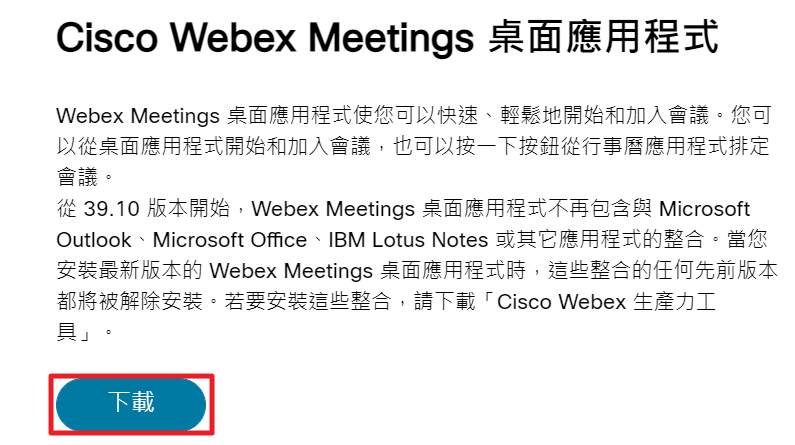 Cisco Webex Meetings 桌面應用程式
Webex Meetings 桌面應用程式使您可以快速、輕鬆地開始和加入會議。您可
以從桌面應用程式開始和加入會議，也可以按一下按鈕從行事曆應用程式排定
會議。
從 39.10 版本開始，Webex Meetings 桌面應用程式不再包含與 Microsoft
Outlook、Microsoft Office、IBM Lotus Notes 或其它應用程式的整合。當您
安裝最新版本的 Webex Meetings 桌面應用程式時，這些整合的任何先前版本
都將被解除安裝。若要安裝這些整合，請下載「Cisco Webex 生產力工
具」。
下載